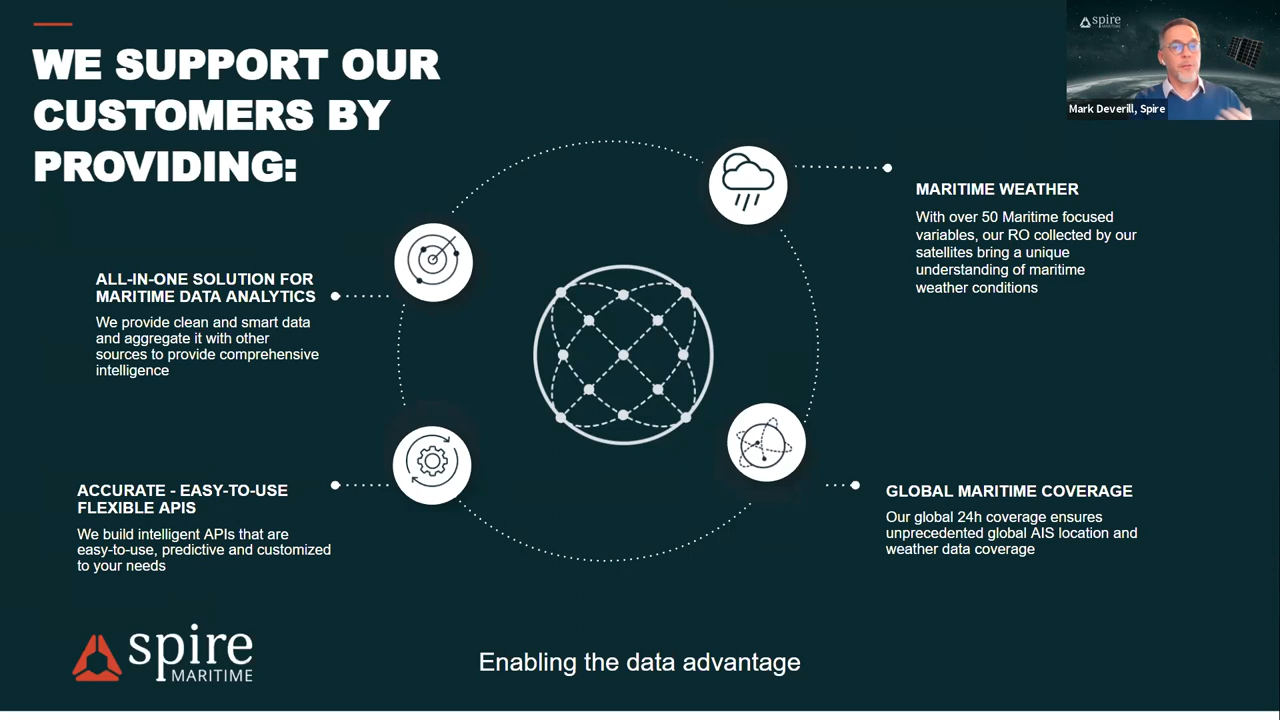 WE SUPPORT OUR
CUSTOMERS BY
PROVIDING:
spire
MARITIME
Mark Deverill, Spire
ALL-IN-ONE SOLUTION FOR
MARITIME DATA ANALYTICS
We provide clean and smart data
and aggregate it with other
sources to provide comprehensive
intelligence
MARITIME WEATHER
With over 50 Maritime focused
variables, our RO collected by our
satellites bring a unique
understanding of maritime
weather conditions
ACCURATE - EASY-TO-USE
FLEXIBLE APIS
We build intelligent APIs that are
easy-to-use, predictive and customized
to your needs
GLOBAL MARITIME COVERAGE
Our global 24h coverage ensures
unprecedented global AIS location and
weather data coverage
spire
MARITIME
Enabling the data advantage